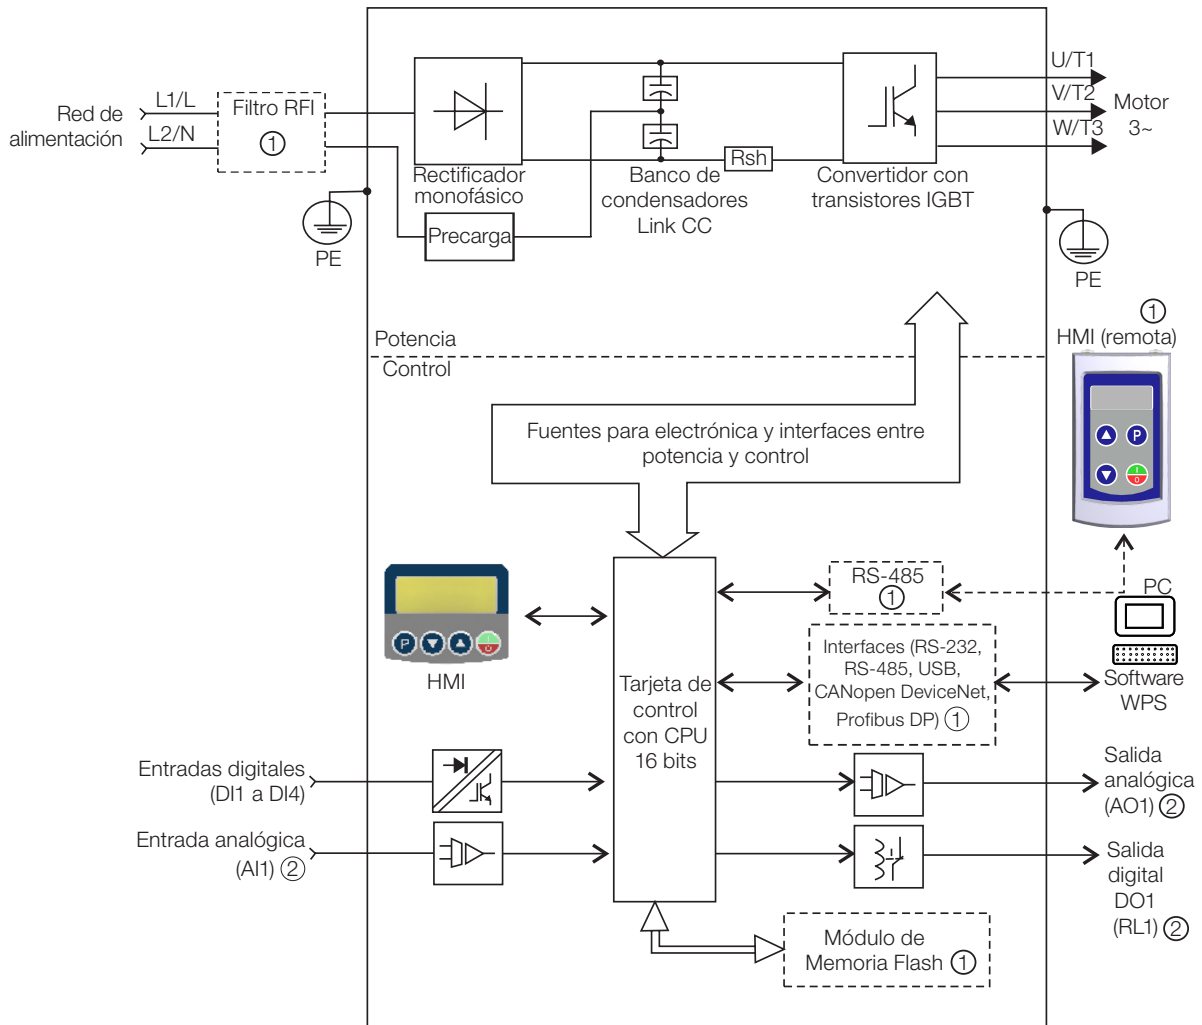 Red de
alimentación
L1/L
L2/N
Filtro RFI
1
PE
Rectificador
monofásico
Precarga
Banco de
condensadores
Link CC
Rsh
Convertidor con
transistores IGBT
U/T1
V/T2
W/T3
Motor
3~
PE
Potencia
Control
1
HMI (remota)
P
I
0
Fuentes para electrónica y interfaces entre
potencia y control
P
I
0
HMI
Tarjeta de
control
con CPU
16 bits
RS-485
1
PC
Software
WPS
Interfaces (RS-232,
RS-485, USB,
CANopen DeviceNet,
Profibus DP) 1
Entradas digitales
(DI1 a DI4)
Entrada analógica
(AI1) 2
Salida
analógica
(AO1) 2
Salida
digital
DO1
(RL1) 2
Módulo de
Memoria Flash 1